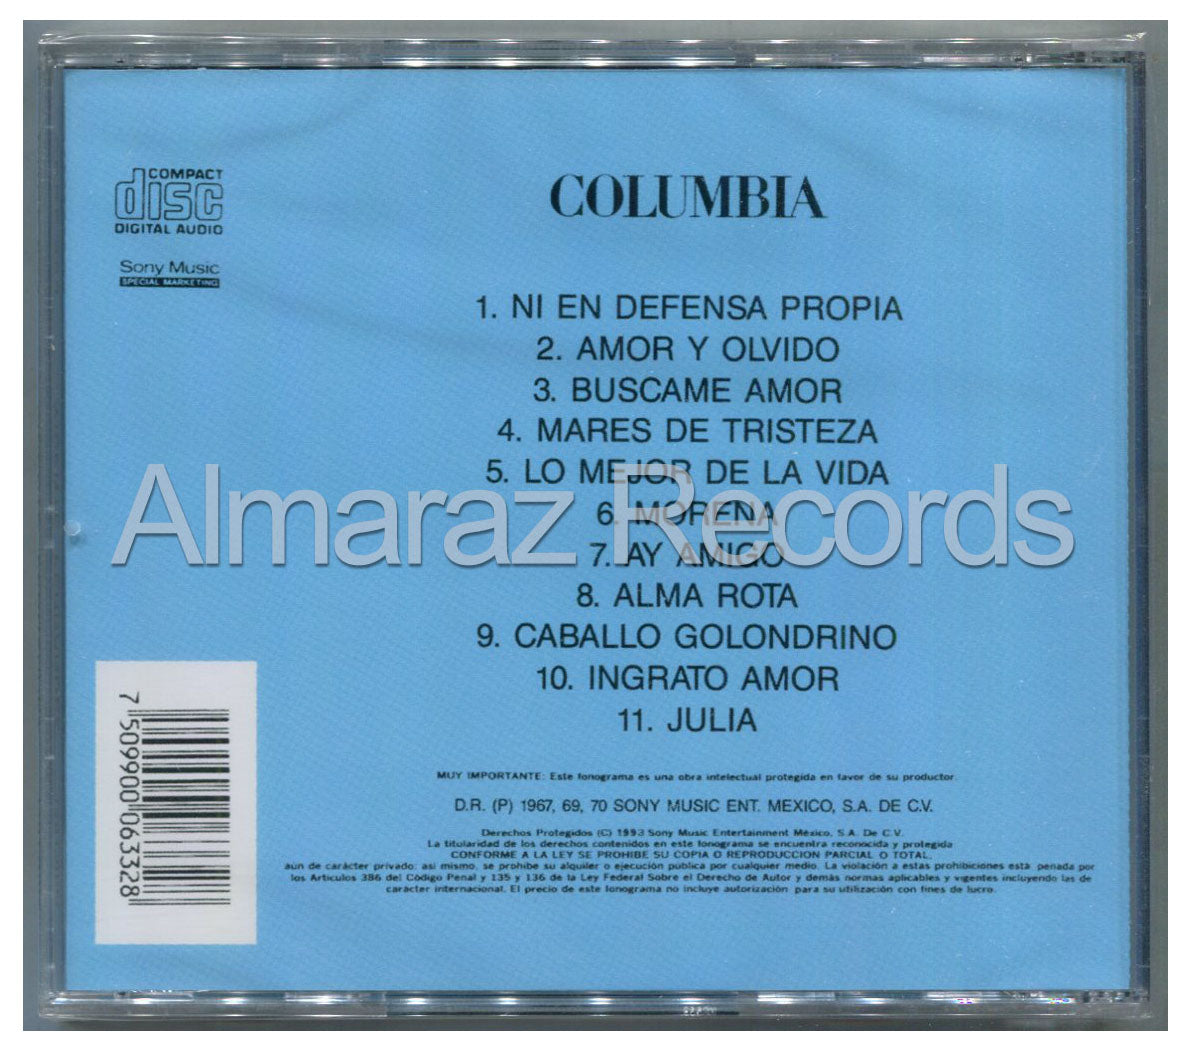 COMPACT
disc
DIGITAL AUDIO
Sony Music
SPECIAL MARKETING
COLUMBIA
1. NI EN DEFENSA PROPIA
2. AMOR Y OLVIDO
3. BUSCAME AMOR
4. MARES DE TRISTEZA
5. LO MEJOR DE LA VIDA
6. MORENA
7. AY AMIGO
8. ALMA ROTA
9. CABALLO GOLONDRINO
10. INGRATO AMOR
11. JULIA
Almaraz Records
7 509900 063328
MUY IMPORTANTE: Este fonograma es una obra intelectual protegida en favor de su productor.
D.R. (P) 1967, 69, 70 SONY MUSIC ENT. MEXICO, S.A. DE C.V.
Derechos Protegidos (C) 1993 Sony Music Entertainment México, S.A. De C.V.
La titularidad de los derechos contenidos en este fonograma se encuentra reconocida y protegida
CONFORME A LA LEY SE PROHIBE SU COPIA O REPRODUCCION PARCIAL O TOTAL,
aún de carácter privado; así mismo, se prohibe su alquiler o ejecución pública por cualquier medio. La violación a estas prohibiciones está penada por
los Artículos 386 del Código Penal y 135 y 136 de la Ley Federal Sobre el Derecho de Autor y demás normas aplicables y vigentes incluyendo las de
carácter internacional. El precio de este fonograma no incluye autorización para su utilización con fines de lucro.